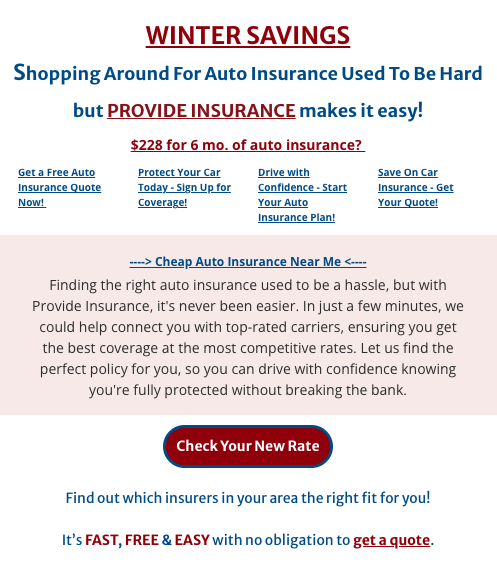 WINTER SAVINGS
Shopping Around For Auto Insurance Used To Be Hard
but PROVIDE INSURANCE makes it easy!
$228 for 6 mo. of auto insurance?
Get a Free Auto
Insurance Quote
Now!
Protect Your Car
Today - Sign Up for
Coverage!
Drive with
Confidence - Start
Your Auto
Insurance Plan!
Save On Car
Insurance - Get
Your Quote!
----> Cheap Auto Insurance Near Me <----
Finding the right auto insurance used to be a hassle, but with
Provide Insurance, it's never been easier. In just a few minutes, we
could help connect you with top-rated carriers, ensuring you get
the best coverage at the most competitive rates. Let us find the
perfect policy for you, so you can drive with confidence knowing
you're fully protected without breaking the bank.
Check Your New Rate
Find out which insurers in your area the right fit for you!
It’s FAST, FREE & EASY with no obligation to get a quote.